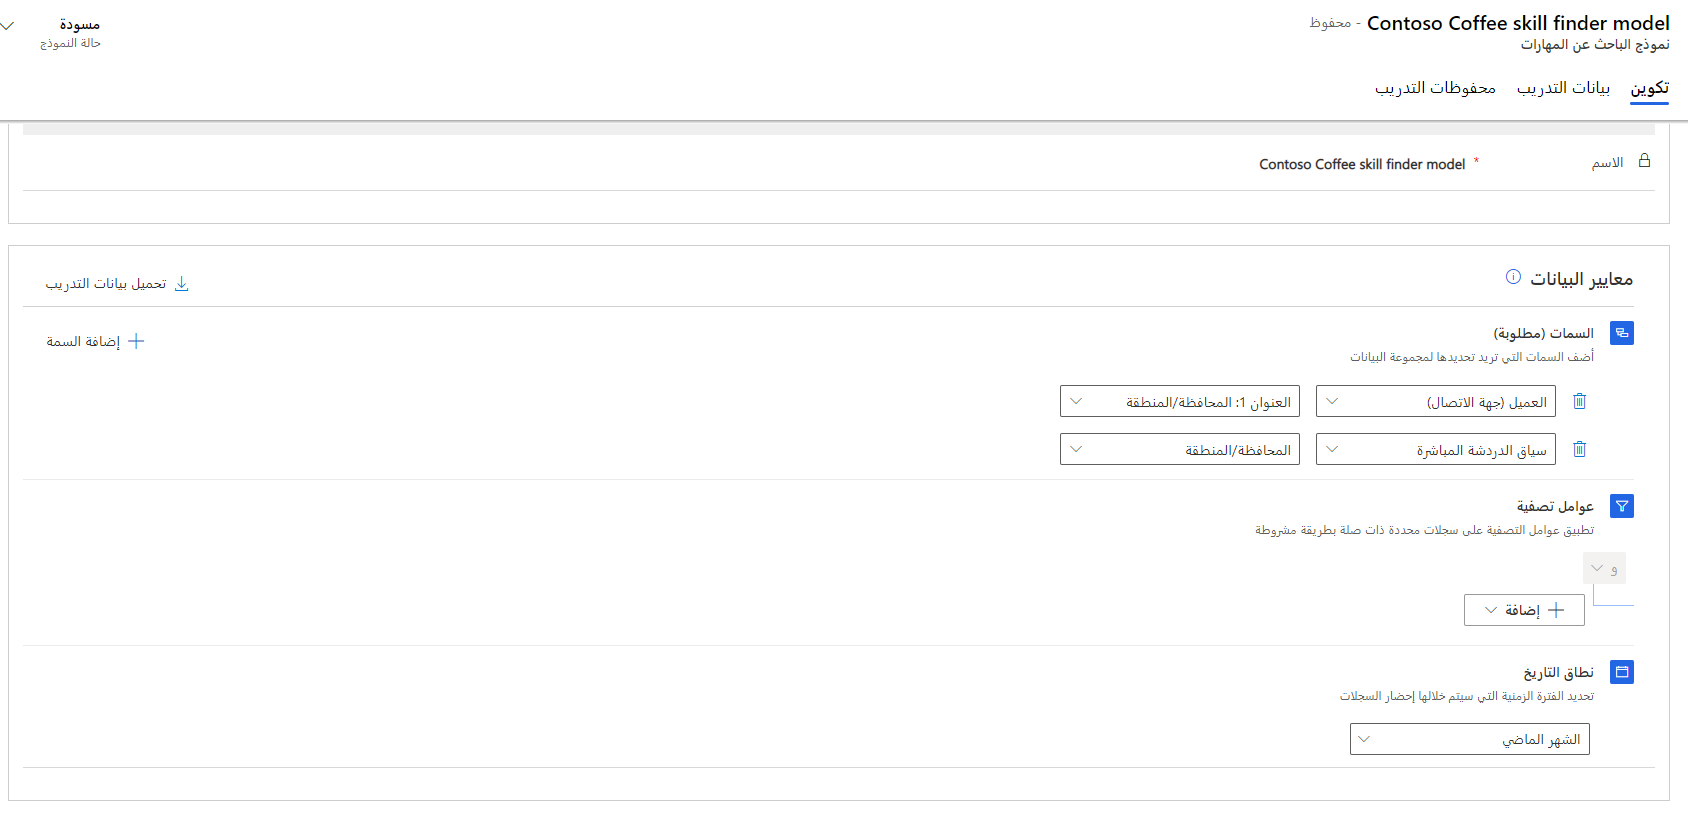 Contoso Coffee skill finder model - محفوظ
نموذج الباحث عن المهارات
مسودة
حالة النموذج
تكوين
بيانات التدريب
محفوظات التدريب
الاسم
* Contoso Coffee skill finder model
معايير البيانات
تحميل بيانات التدريب
السمات (مطلوبة)
أضف السمات التي تريد تحديدها لمجموعة البيانات
إضافة السمة
العميل (جهة الاتصال)
العنوان 1: المحافظة/المنطقة
سياق الدردشة المباشرة
المحافظة/المنطقة
عوامل تصفية
تطبيق عوامل التصفية على سجلات محددة ذات صلة بطريقة مشروطة
و
إضافة
نطاق التاريخ
تحديد الفترة الزمنية التي سيتم خلالها إحضار السجلات
الشهر الماضي